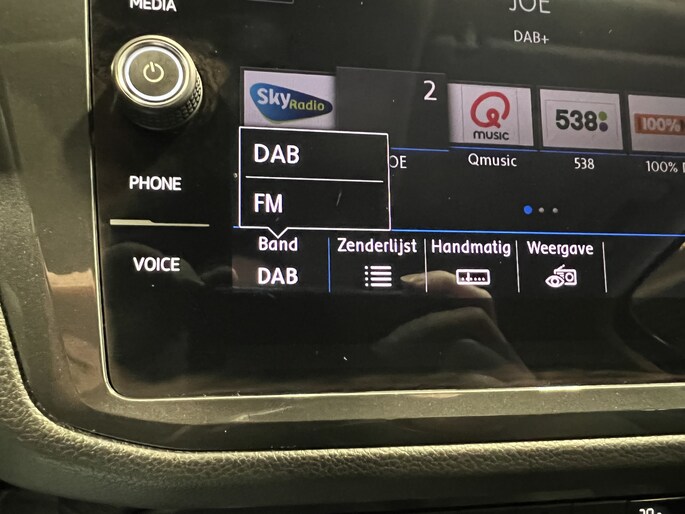 MEDIA
JOE
DAB+
Sky Radio
2
Q
MUSIC
538
100%
DAB
OE
Qmusic
538
100%
PHONE
FM
Band
Zenderlijst
Handmatig
Weergave
VOICE
DAB